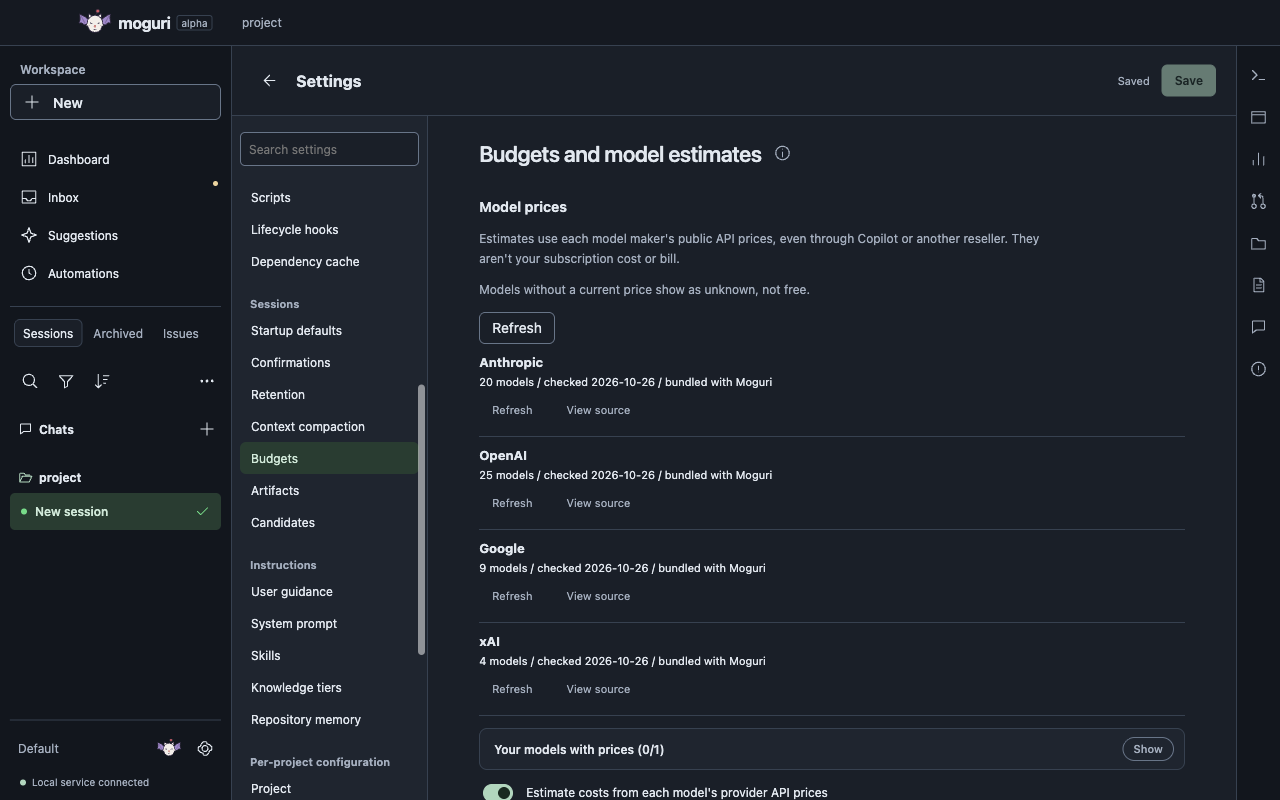 moguri
alpha
project
Workspace
New
Dashboard
Inbox
Suggestions
Automations
Sessions
Archived
Issues
Chats
project
New session
Default
Local service connected
Settings
Saved
Save
Search settings
Scripts
Lifecycle hooks
Dependency cache
Sessions
Startup defaults
Confirmations
Retention
Context compaction
Budgets
Artifacts
Candidates
Instructions
User guidance
System prompt
Skills
Knowledge tiers
Repository memory
Per-project configuration
Project
Budgets and model estimates
Model prices
Estimates use each model maker's public API prices, even through Copilot or another reseller. They
aren't your subscription cost or bill.
Models without a current price show as unknown, not free.
Refresh
Anthropic
20 models / checked 2026-10-26 / bundled with Moguri
Refresh View source
OpenAI
25 models / checked 2026-10-26 / bundled with Moguri
Refresh View source
Google
9 models / checked 2026-10-26 / bundled with Moguri
Refresh View source
xAI
4 models / checked 2026-10-26 / bundled with Moguri
Refresh View source
Your models with prices (0/1)
Show
Estimate costs from each model's provider API prices